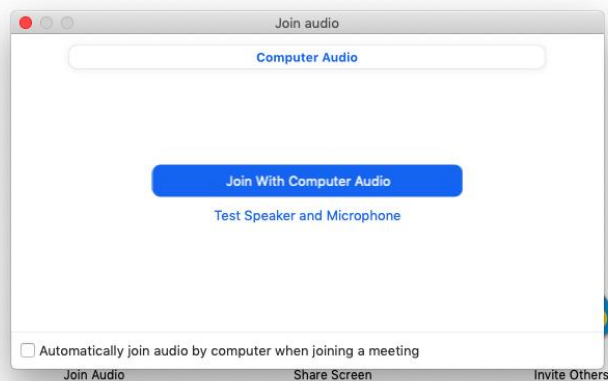 Join audio
Computer Audio
Join With Computer Audio
Test Speaker and Microphone
Automatically join audio by computer when joining a meeting
Join Audio Share Screen Invite Others